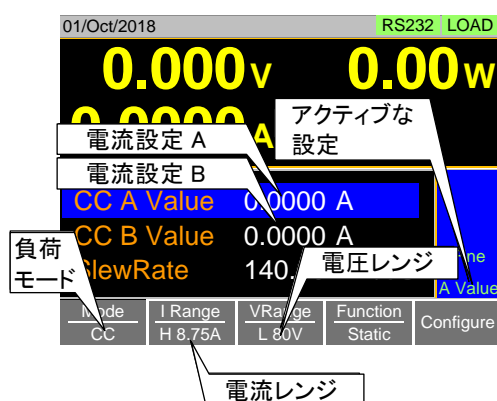 01/Oct/2018 RS232 LOAD
0.000V 0.00W
A
アクティブな
設定
電流設定 A
電流設定 B
CC A Value 0.0000 A
CC B Value 0.0000 A
SlewRate 140.
負荷
モード
電圧レンジ
A Value
Mode I Range VRange Function Configure
CC H 8.75A L 80V Static
電流レンジ